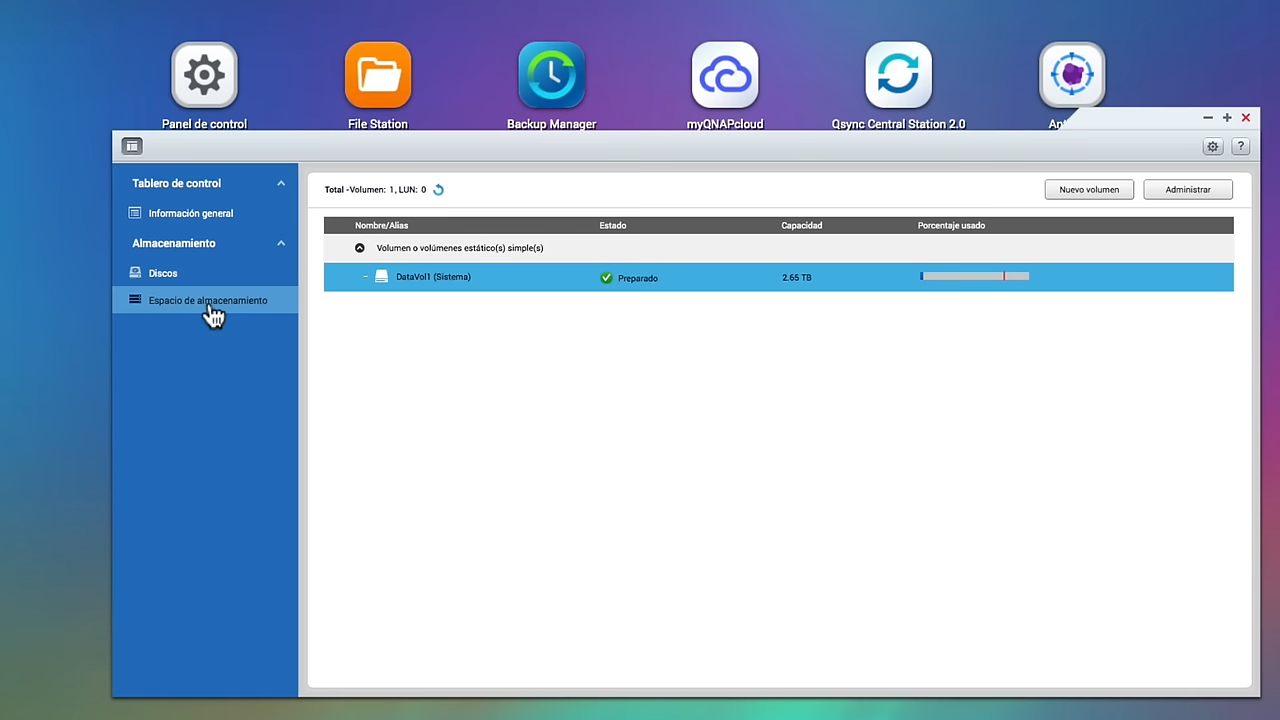 Panel de control
File Station
Backup Manager
myQNAPcloud
Qsync Central Station 2.0
Tablero de control
Información general
Almacenamiento
Discos
Espacio de almacenamiento
Total -Volumen: 1, LUN: 0
Nuevo volumen
Administrar
Nombre/Alias Estado Capacidad Porcentaje usado
Volumen o volúmenes estático(s) simple(s)
DataVol1 (Sistema) Preparado 2.65 TB